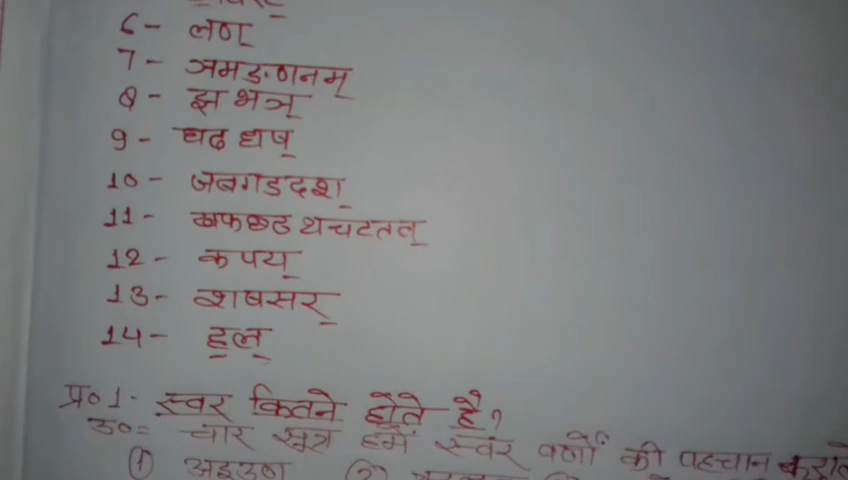 6- लण्
7- ञमङणनम्
8- झभञ्
9- घढधष्
10- जबगडदश्
11- खफछठथचटतव्
12- कपय्
13- शषसर्
14- हल्
प्र०1- स्वर कितने होते है?
उ०= चार सूत्र हमें स्वर वर्णों की पहचान कराते
① अइउण ②